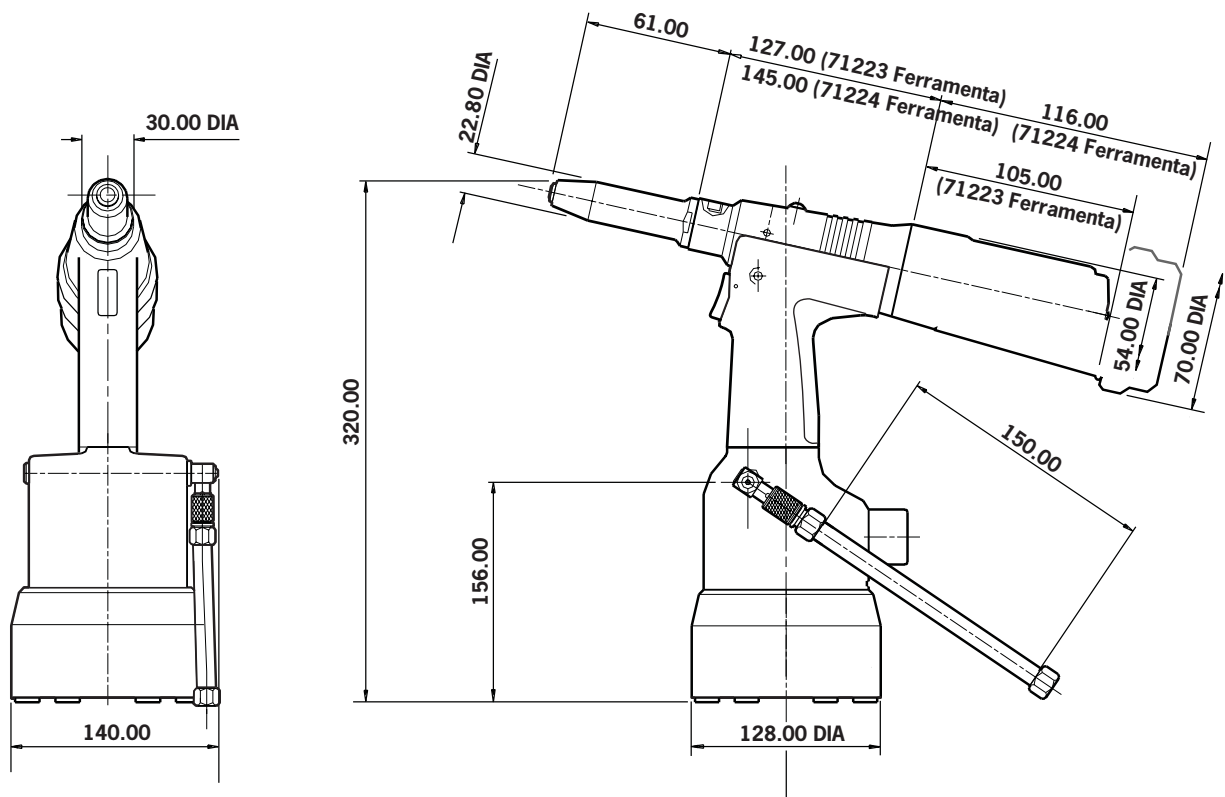 30.00 DIA
140.00
61.00
127.00 (71223 Ferramenta)
145.00 (71224 Ferramenta)
116.00
(71224 Ferramenta)
105.00
(71223 Ferramenta)
22.80 DIA
54.00 DIA
70.00 DIA
320.00
150.00
156.00
128.00 DIA